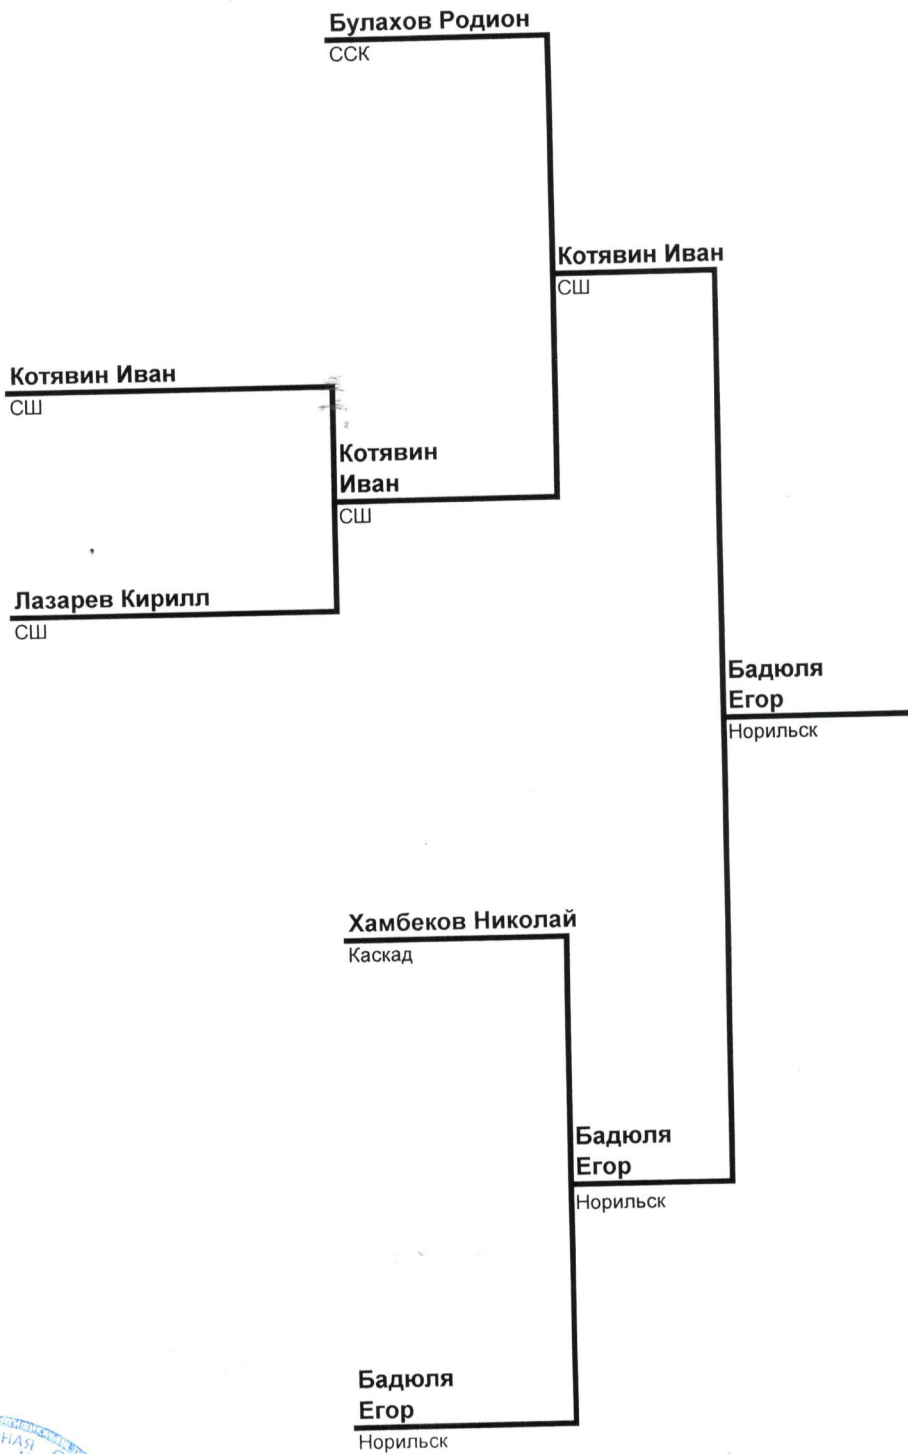 Булахов Родион
ССК
Котявин Иван
СШ
Котявин Иван
СШ
Котявин
Иван
СШ
Лазарев Кирилл
СШ
Бадюля
Егор
Норильск
Хамбеков Николай
Каскад
Бадюля
Егор
Норильск
Бадюля
Егор
Норильск
НАЯ